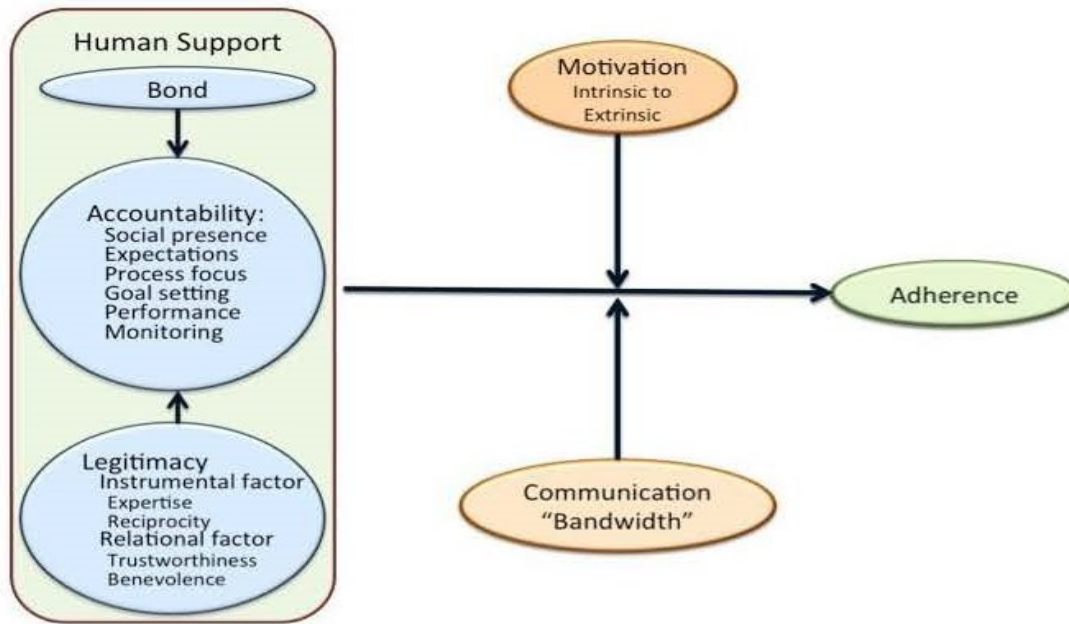 Human Support
Bond
Accountability:
Social presence
Expectations
Process focus
Goal setting
Performance
Monitoring
Legitimacy
Instrumental factor
Expertise
Reciprocity
Relational factor
Trustworthiness
Benevolence
Motivation
Intrinsic to
Extrinsic
Communication
“Bandwidth”
Adherence